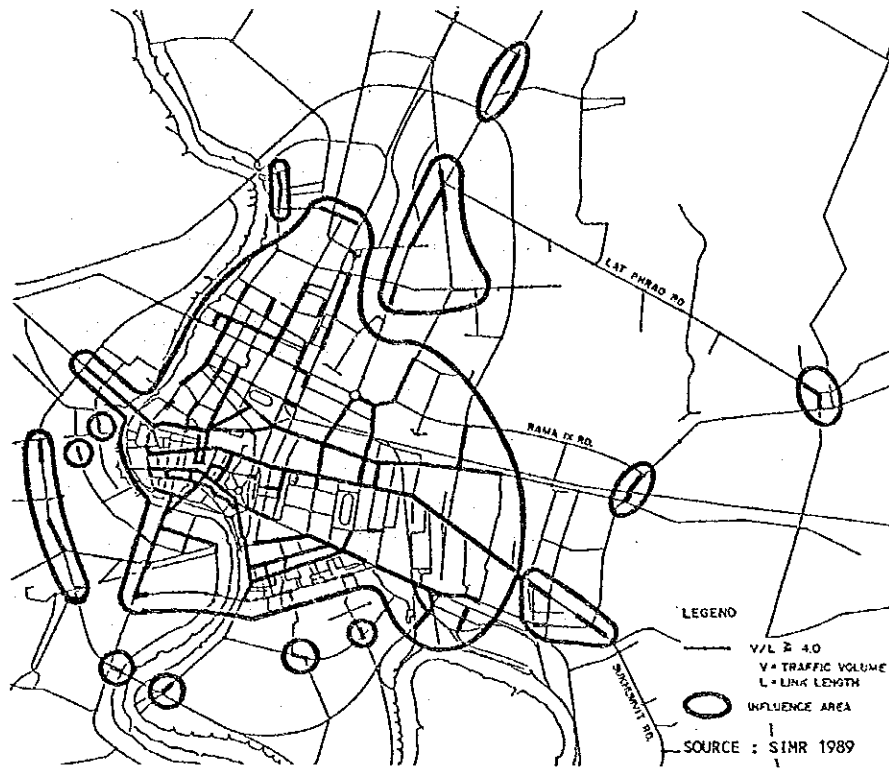 LAT PHRAO RD
RAMA IX RD.
SUKHUMVIT RD.
LEGEND
V/L ≧ 4.0
V = TRAFFIC VOLUME
L = LINK LENGTH
INFLUENCE AREA
SOURCE : SIMR 1989